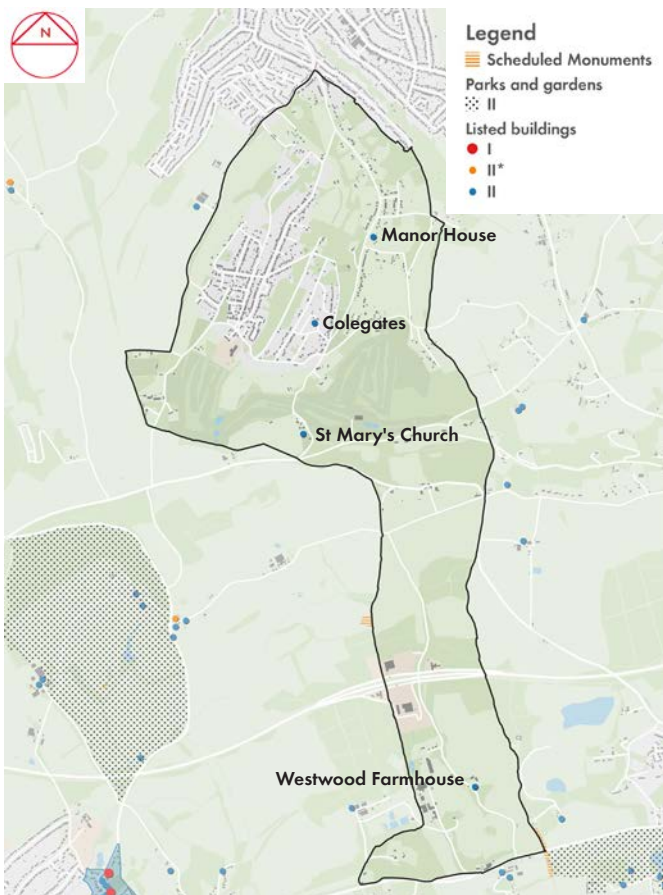 N
Legend
Scheduled Monuments
Parks and gardens
II
Listed buildings
I
II*
II
Manor House
Colegates
St Mary's Church
Westwood Farmhouse